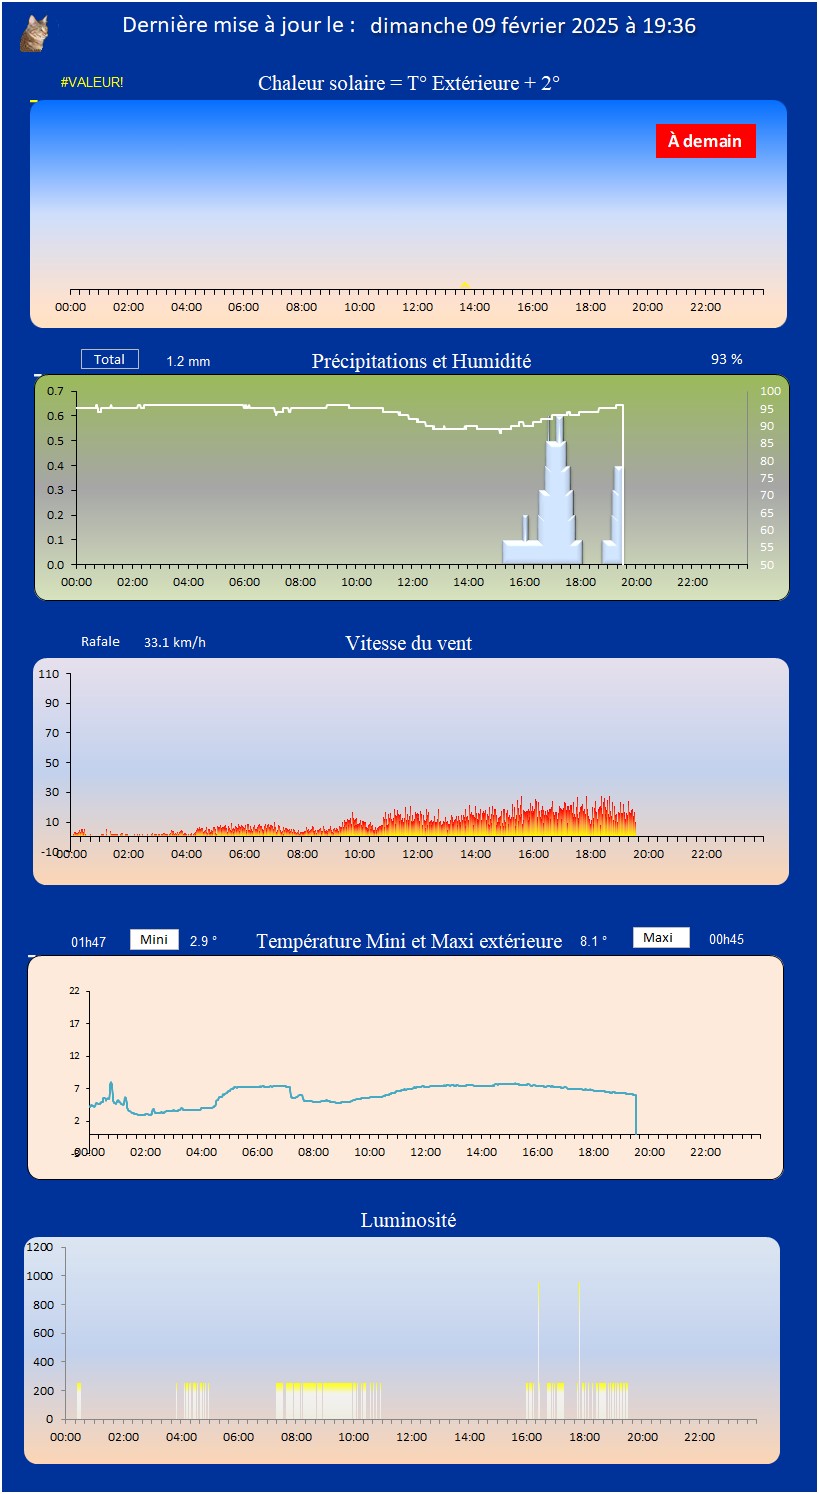 Dernière mise à jour le : dimanche 09 février 2025 à 19:36
#VALEUR! Chaleur solaire = T° Extérieure + 2°
À demain
00:00 02:00 04:00 06:00 08:00 10:00 12:00 14:00 16:00 18:00 20:00 22:00
Total 1.2 mm Précipitations et Humidité 93 %
0.7 100
95
0.6
90
0.5 85
0.4 80
75
0.3 70
0.2 65
60
0.1 55
0.0 50
00:00 02:00 04:00 06:00 08:00 10:00 12:00 14:00 16:00 18:00 20:00 22:00
Rafale 33.1 km/h Vitesse du vent
110
90
70
50
30
10
-10
00:00 02:00 04:00 06:00 08:00 10:00 12:00 14:00 16:00 18:00 20:00 22:00
01h47 Mini 2.9 ° Température Mini et Maxi extérieure 8.1 ° Maxi 00h45
22
17
12
7
2
00:00 02:00 04:00 06:00 08:00 10:00 12:00 14:00 16:00 18:00 20:00 22:00
Luminosité
1200
1000
800
600
400
200
0
00:00 02:00 04:00 06:00 08:00 10:00 12:00 14:00 16:00 18:00 20:00 22:00